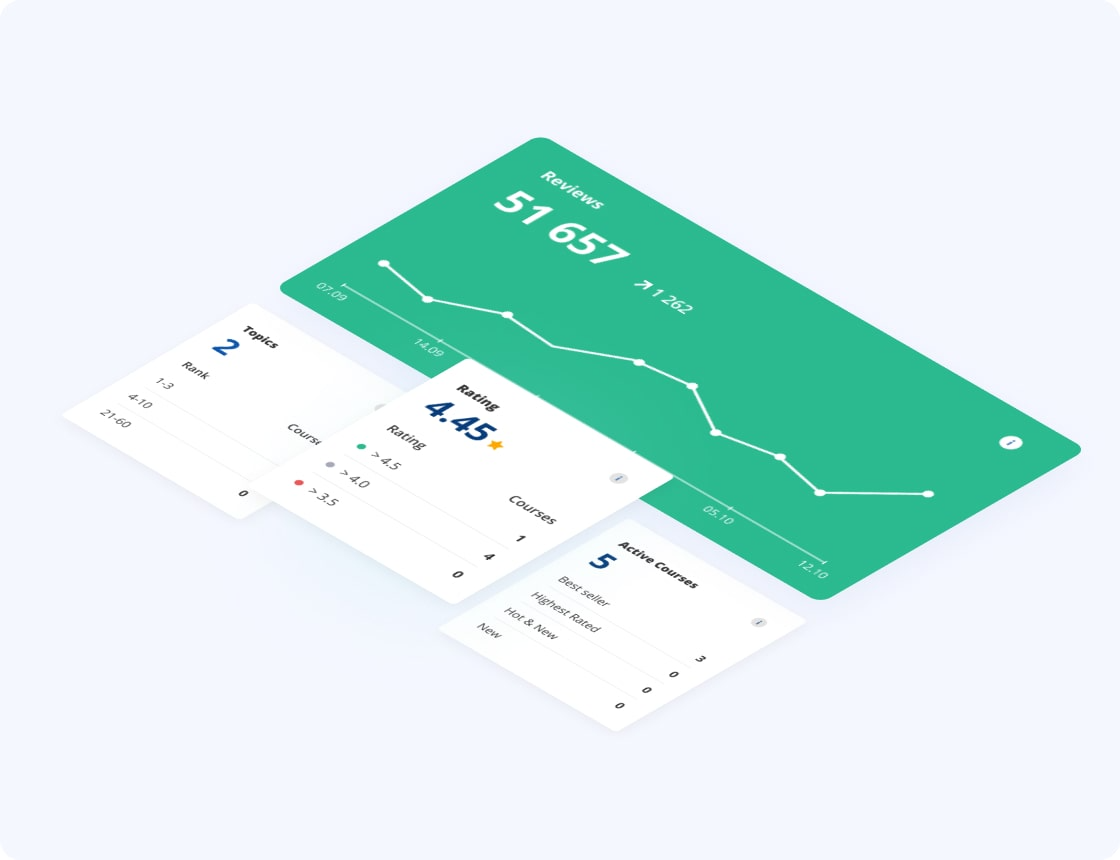 Reviews
51 657
1 262
07.09
14.09
05.10
12.10
i
Topics
2
Rank
1-3
4-10
21-60
0
Rating
4.45
Rating
Courses
> 4.5
1
> 4.0
4
> 3.5
0
i
Active Courses
5
Best seller
3
Highest Rated
0
Hot & New
0
New
0
i